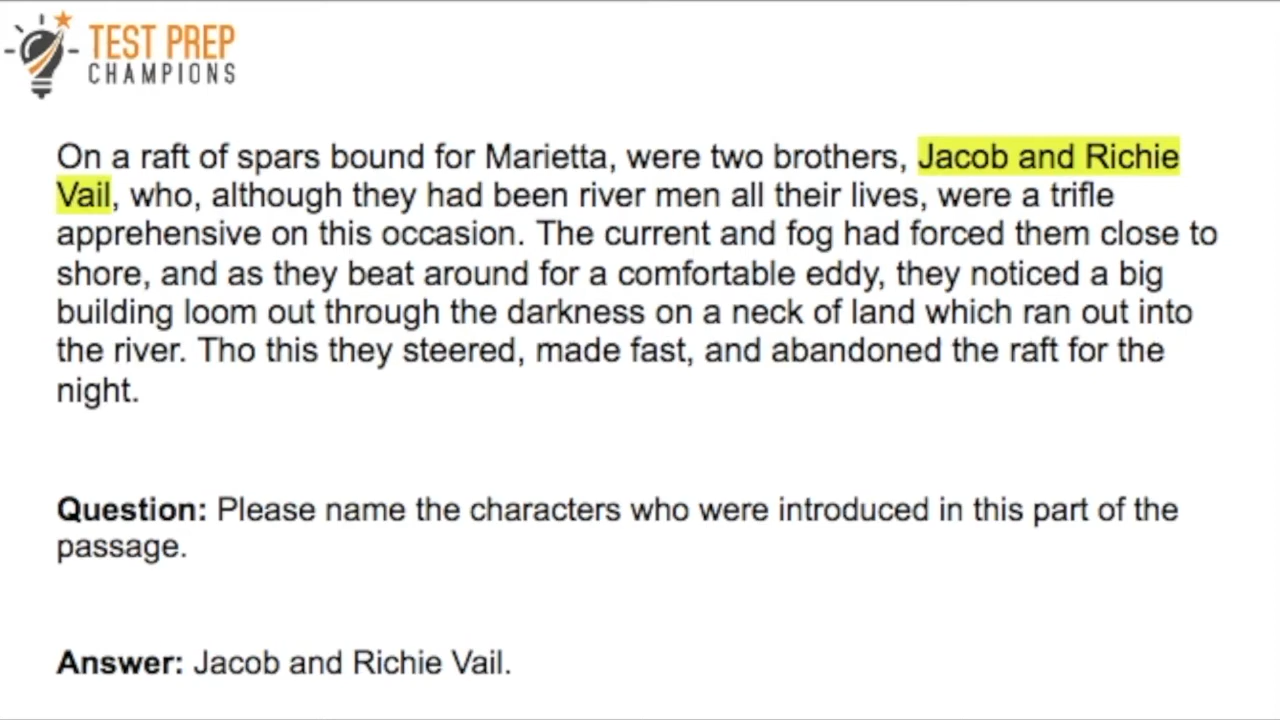 TEST PREP
CHAMPIONS
On a raft of spars bound for Marietta, were two brothers, Jacob and Richie
Vail, who, although they had been river men all their lives, were a trifle
apprehensive on this occasion. The current and fog had forced them close to
shore, and as they beat around for a comfortable eddy, they noticed a big
building loom out through the darkness on a neck of land which ran out into
the river. Tho this they steered, made fast, and abandoned the raft for the
night.
Question: Please name the characters who were introduced in this part of the
passage.
Answer: Jacob and Richie Vail.